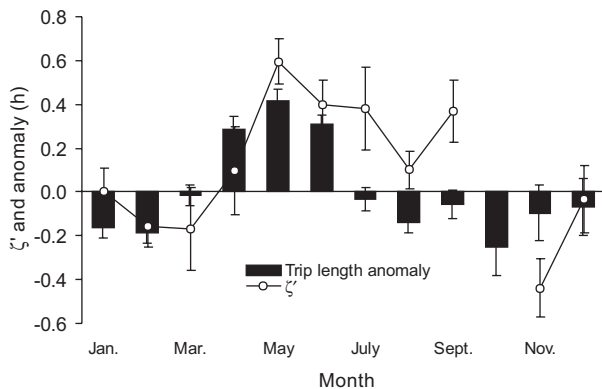 0.8
0.6
0.4
0.2
0.0
-0.2
-0.4
-0.6
ζ' and anomaly (h)
Trip length anomaly
ζ'
Jan. Mar. May July Sept. Nov.
Month